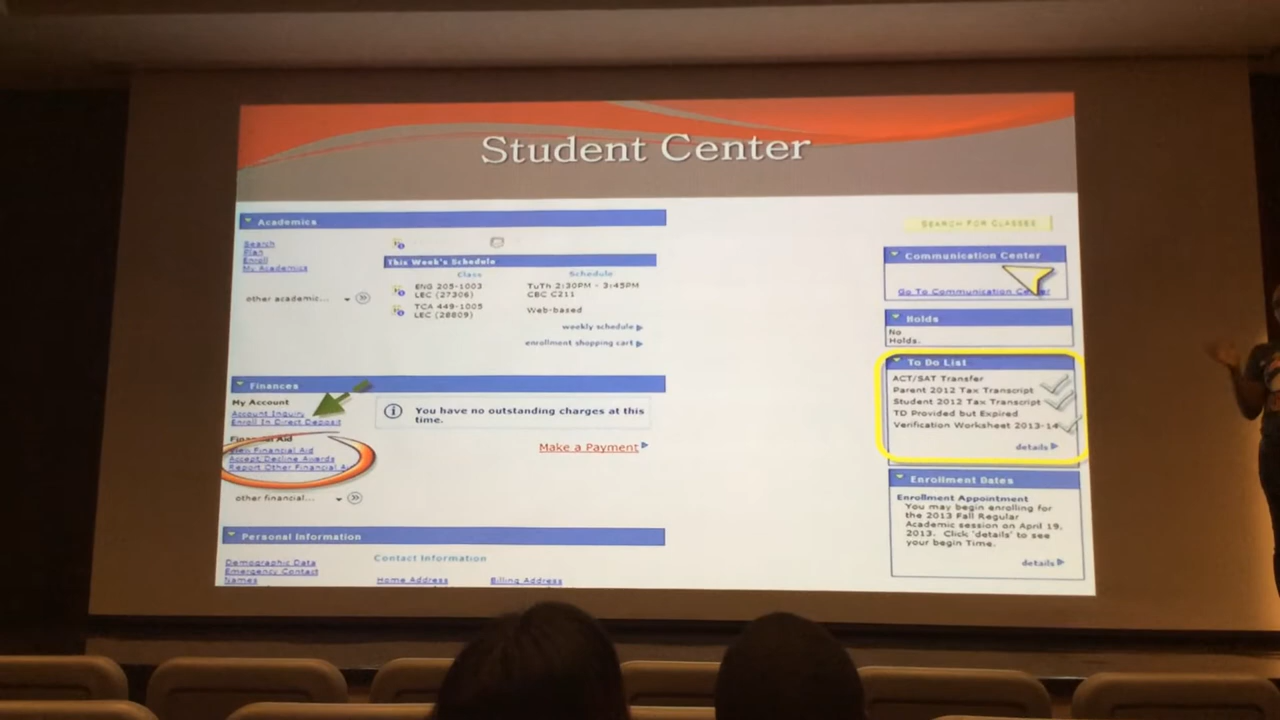 Student Center
Academics
Search
Plan
Enroll
My Academics
other academic...
This Week's Schedule
Class
Schedule
ENG 205-1003
LEC (27306)
TuTh 2:30PM - 3:45PM
CBC C211
TCA 449-1005
LEC (28809)
Web-based
weekly schedule
enrollment shopping cart
Finances
My Account
Account Inquiry
Enroll In Direct Deposit
Financial Aid
View Financial Aid
Accept/Decline Awards
Report Other Financial A
other financial...
You have no outstanding charges at this
time.
Make a Payment
Personal Information
Demographic Data
Emergency Contact
Names
Contact Information
Home Address
Billing Address
SEARCH FOR CLASSES
Communication Center
Go To Communication Center
Holds
No
Holds.
To Do List
ACT/SAT Transfer
Parent 2012 Tax Transcript
Student 2012 Tax Transcript
TD Provided but Expired
Verification Worksheet 2013-14
details
Enrollment Dates
Enrollment Appointment
You may begin enrolling for
the 2013 Fall Regular
Academic session on April 19,
2013. Click 'details' to see
your begin Time.
details